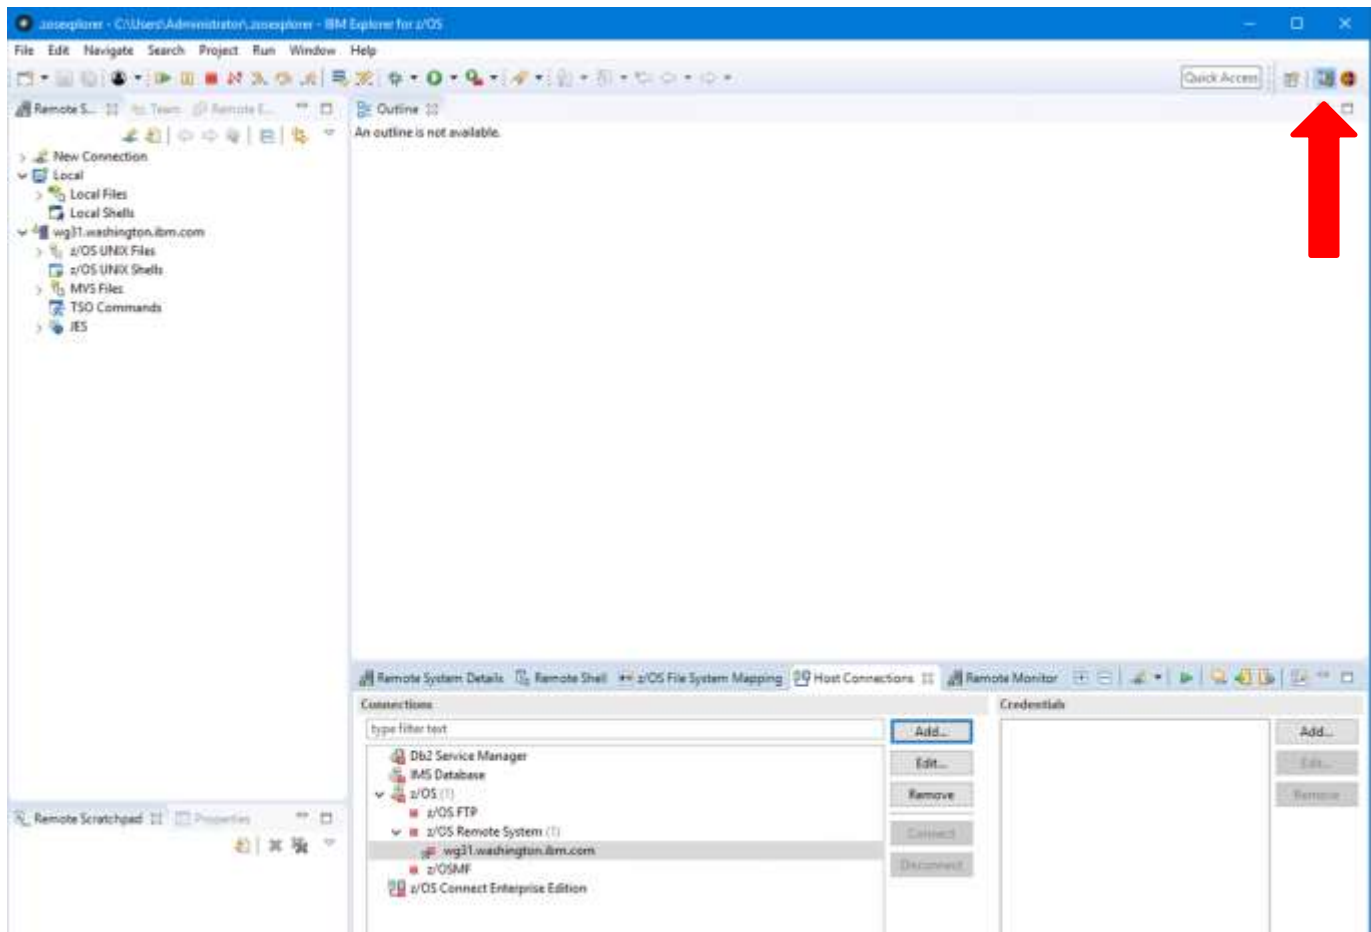 zosexplorer - C:\Users\Administrator\zosexplorer - IBM Explorer for z/OS
File Edit Navigate Search Project Run Window Help
Quick Access
Remote S... Team Remote E...
Outline
An outline is not available.
New Connection
Local
Local Files
Local Shells
wg31.washington.ibm.com
z/OS UNIX Files
z/OS UNIX Shells
MVS Files
TSO Commands
JES
Remote System Details Remote Shell z/OS File System Mapping Host Connections Remote Monitor
Connections
Credentials
type filter text
Add...
Add...
Db2 Service Manager
Edit...
Edit...
IMS Database
z/OS (1)
Remove
Remove
z/OS FTP
Remote Scratchpad Properties
z/OS Remote System (1)
Connect
wg31.washington.ibm.com
z/OSMF
Disconnect
z/OS Connect Enterprise Edition